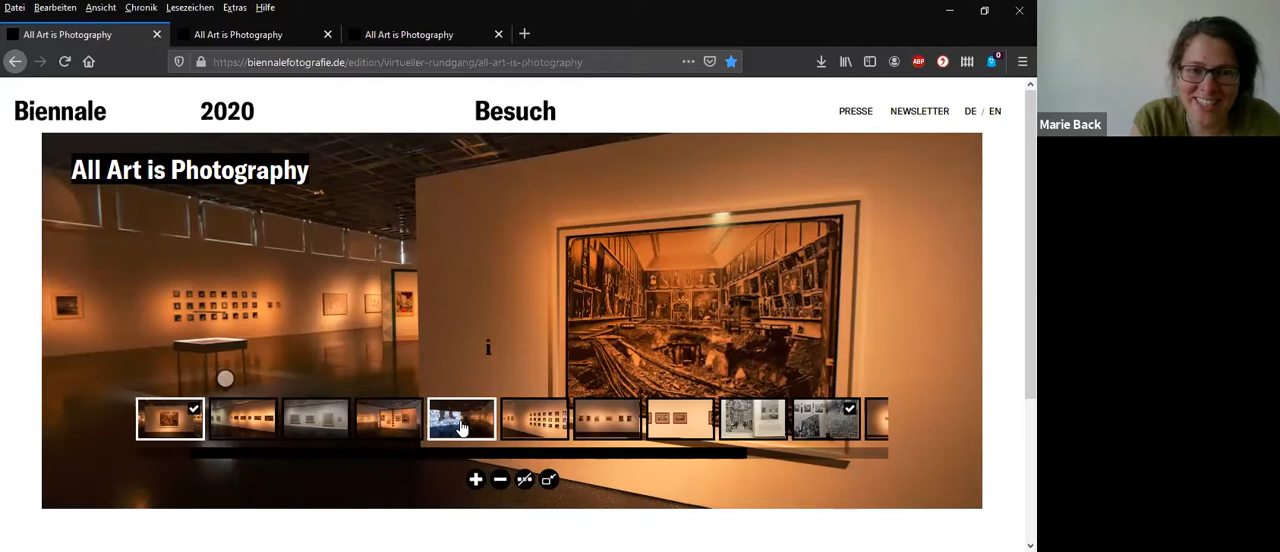 Datei Bearbeiten Ansicht Chronik Lesezeichen Extras Hilfe
All Art is Photography All Art is Photography All Art is Photography
https://biennalefotografie.de/edition/virtueller-rundgang/all-art-is-photography
ABP 0
Biennale 2020 Besuch PRESSE NEWSLETTER DE / EN
Marie Back
All Art is Photography
i